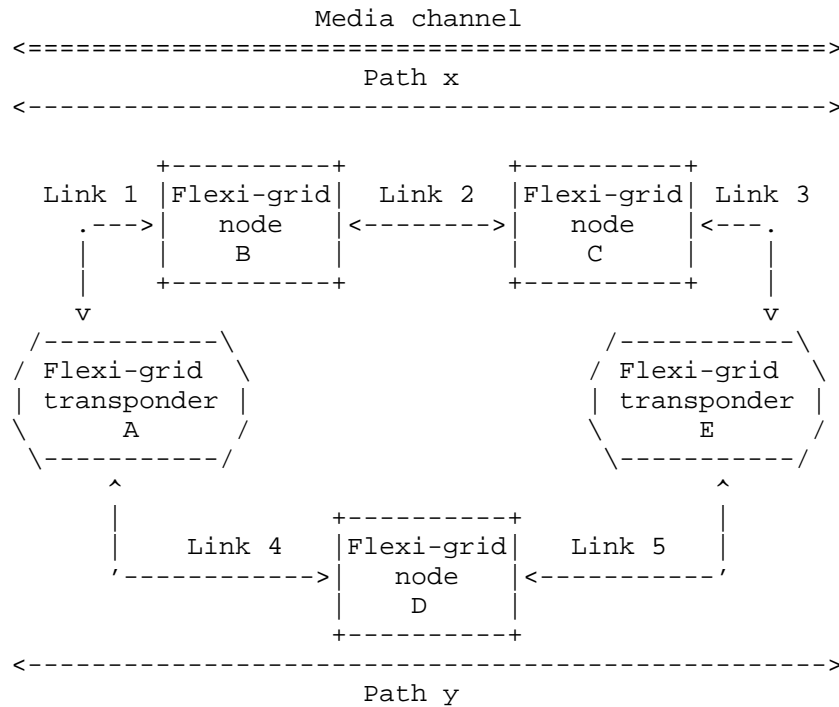 Media channel
<===================================================>
                      Path x
<--------------------------------------------------->

         +----------+          +----------+
  Link 1 |Flexi-grid|  Link 2  |Flexi-grid| Link 3
    .--->|   node   |<-------->|   node   |<---.
    |    |    B     |          |    C     |    |
    |    +----------+          +----------+    |
    v                                          v
 /-----------\                       /-----------\
/ Flexi-grid  \                     / Flexi-grid  \
| transponder |                     | transponder |
\     A       /                     \     E       /
 \-----------/                       \-----------/
      ^                                    ^
      |            +----------+            |
      |    Link 4  |Flexi-grid|  Link 5    |
      '----------->|   node   |<-----------'
                   |    D     |
                   +----------+
<--------------------------------------------------->
                      Path y